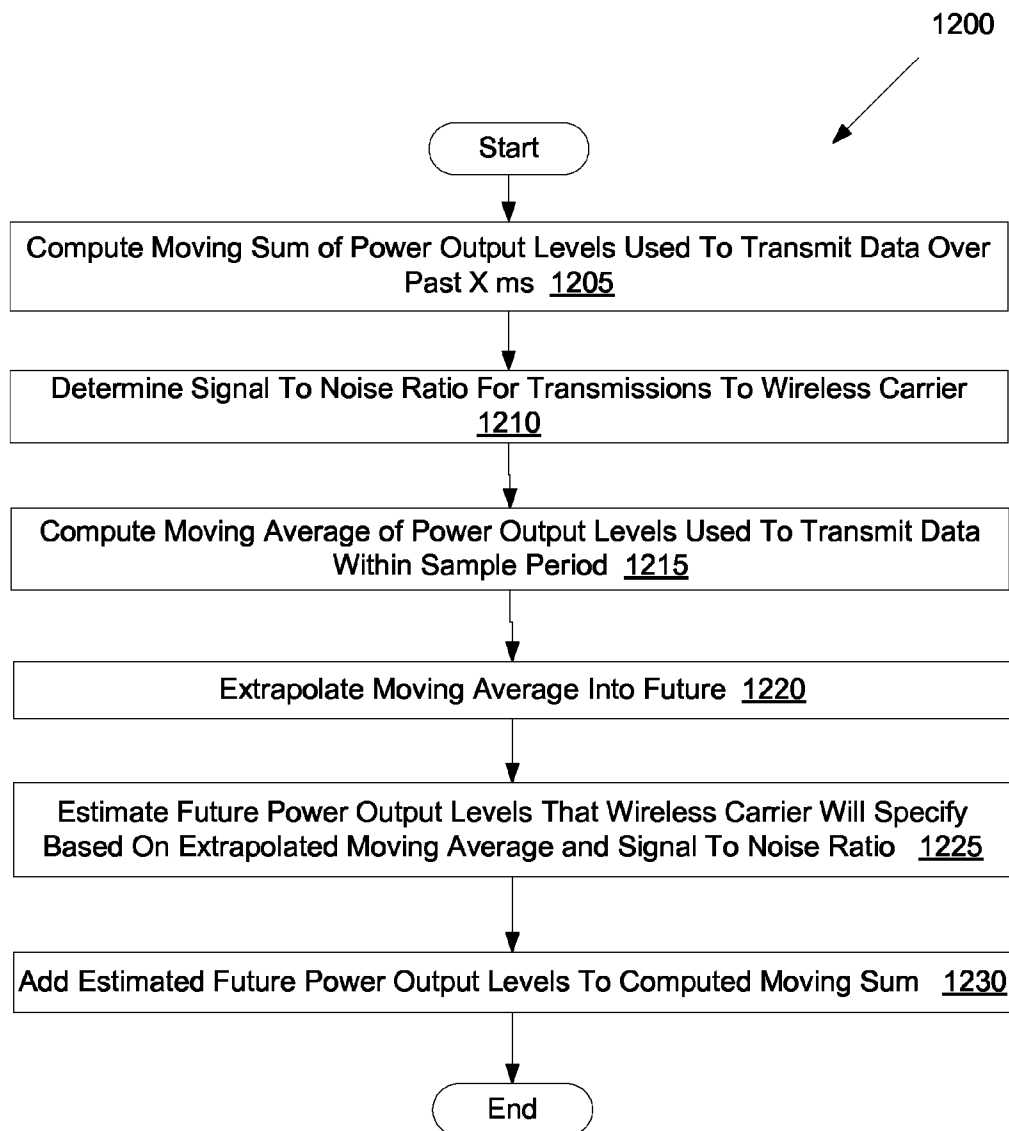 1200
Start
Compute Moving Sum of Power Output Levels Used To Transmit Data Over
Past X ms 1205
Determine Signal To Noise Ratio For Transmissions To Wireless Carrier
1210
Compute Moving Average of Power Output Levels Used To Transmit Data
Within Sample Period 1215
Extrapolate Moving Average Into Future 1220
Estimate Future Power Output Levels That Wireless Carrier Will Specify
Based On Extrapolated Moving Average and Signal To Noise Ratio 1225
Add Estimated Future Power Output Levels To Computed Moving Sum 1230
End